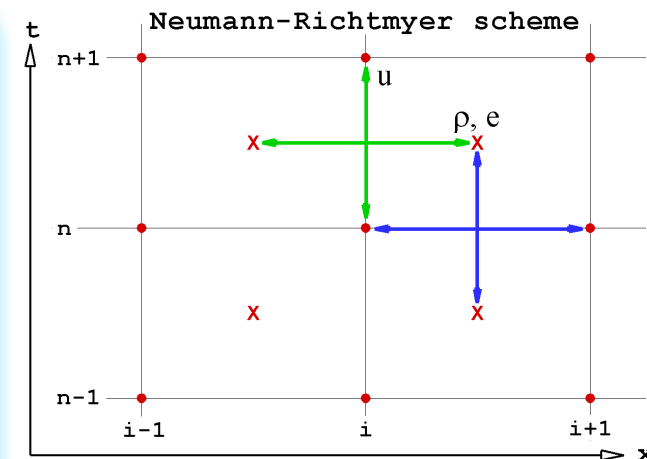 Neumann-Richtmyer scheme
t
n+1
u
ρ, e
x
x
n
x
x
n-1
i-1
i
i+1
x